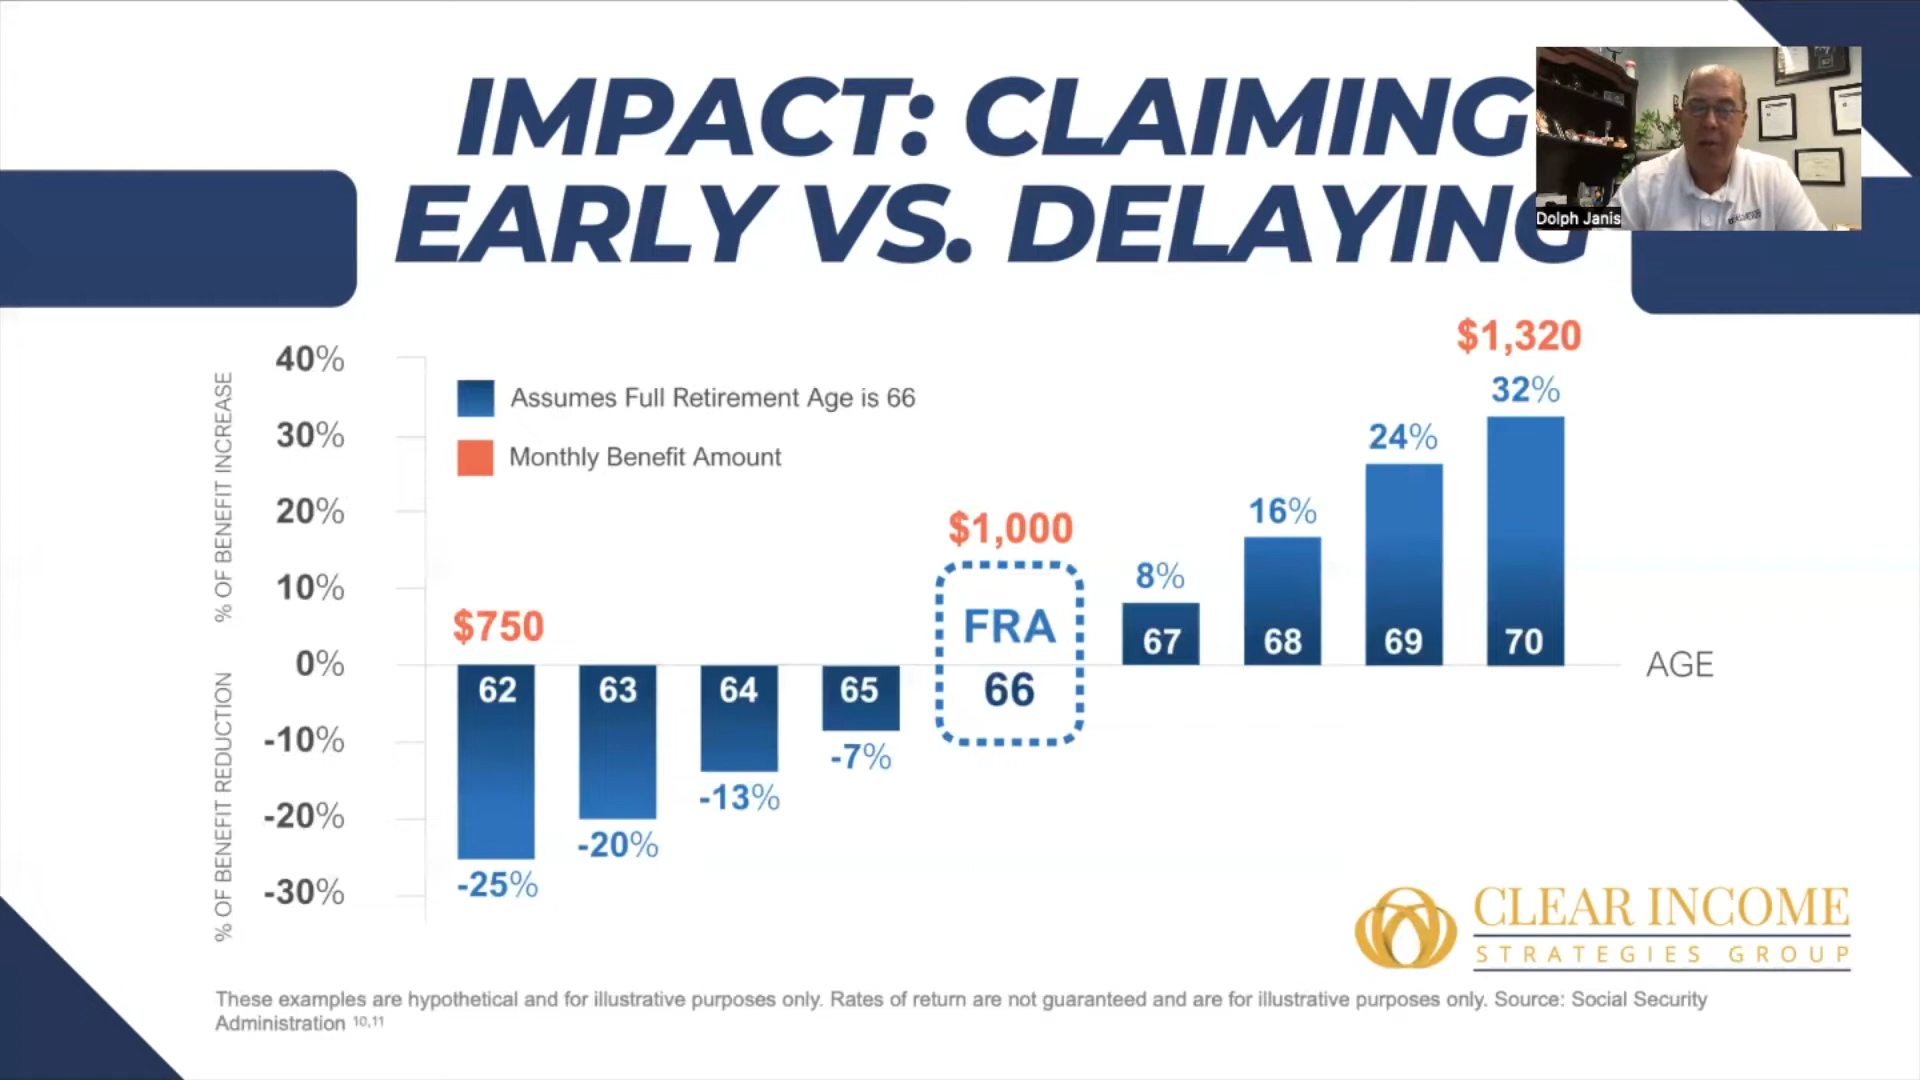 IMPACT: CLAIMING
EARLY VS. DELAYING
Dolph Janis
% OF BENEFIT INCREASE
% OF BENEFIT REDUCTION
40%
30%
20%
10%
0%
-10%
-20%
-30%
Assumes Full Retirement Age is 66
Monthly Benefit Amount
$750
62
-25%
63
-20%
64
-13%
65
-7%
$1,000
FRA
66
8%
67
16%
68
24%
69
$1,320
32%
70
AGE
CLEAR INCOME
STRATEGIES GROUP
These examples are hypothetical and for illustrative purposes only. Rates of return are not guaranteed and are for illustrative purposes only. Source: Social Security
Administration 10,11